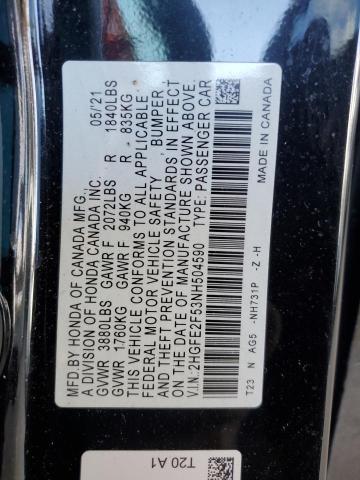 MFD.BY HONDA OF CANADA MFG., 05/21
A DIVISION OF HONDA CANADA INC.
GVWR 3880LBS GAWR F 2072LBS R 1840LBS
GVWR 1760KG GAWR F 940KG R 835KG
THIS VEHICLE CONFORMS TO ALL APPLICABLE
FEDERAL MOTOR VEHICLE SAFETY BUMPER
AND THEFT PREVENTION STANDARDS IN EFFECT
ON THE DATE OF MANUFACTURE SHOWN ABOVE.
V.I.N.:2HGFE2F53NH504590 TYPE: PASSENGER CAR
T23 N AG5 -NH731P -Z -H MADE IN CANADA
T20 A1